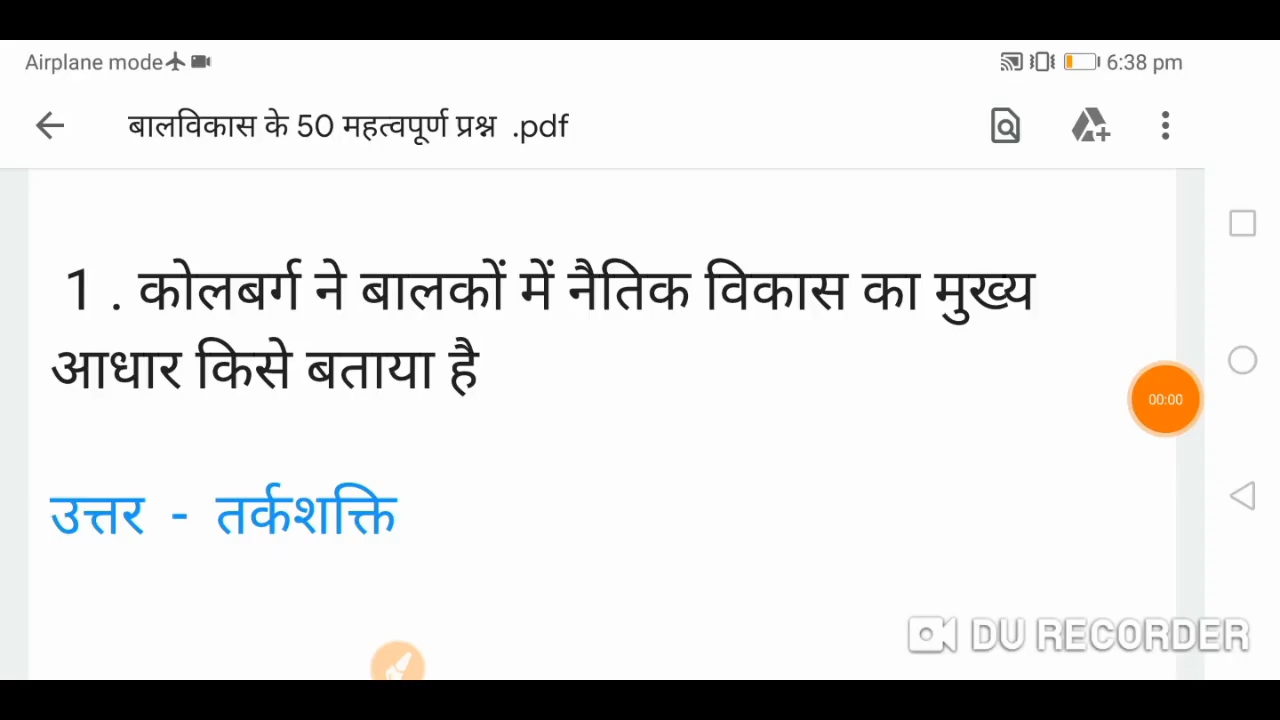 Airplane mode 6:38 pm
बालविकास के 50 महत्वपूर्ण प्रश्न .pdf
1 . कोलबर्ग ने बालकों में नैतिक विकास का मुख्य
आधार किसे बताया है
00:00
उत्तर - तर्कशक्ति
DU RECORDER